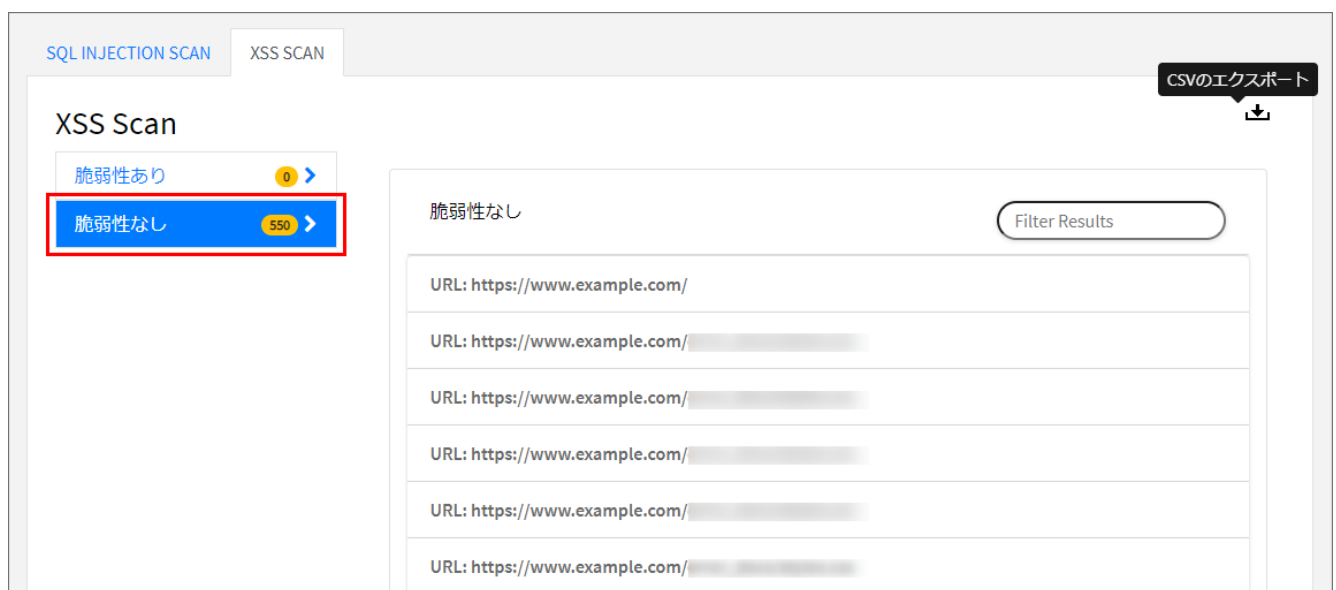 SQL INJECTION SCAN XSS SCAN
CSVのエクスポート
XSS Scan
脆弱性あり 0
脆弱性なし 550
脆弱性なし
Filter Results
URL: https://www.example.com/
URL: https://www.example.com/
URL: https://www.example.com/
URL: https://www.example.com/
URL: https://www.example.com/
URL: https://www.example.com/